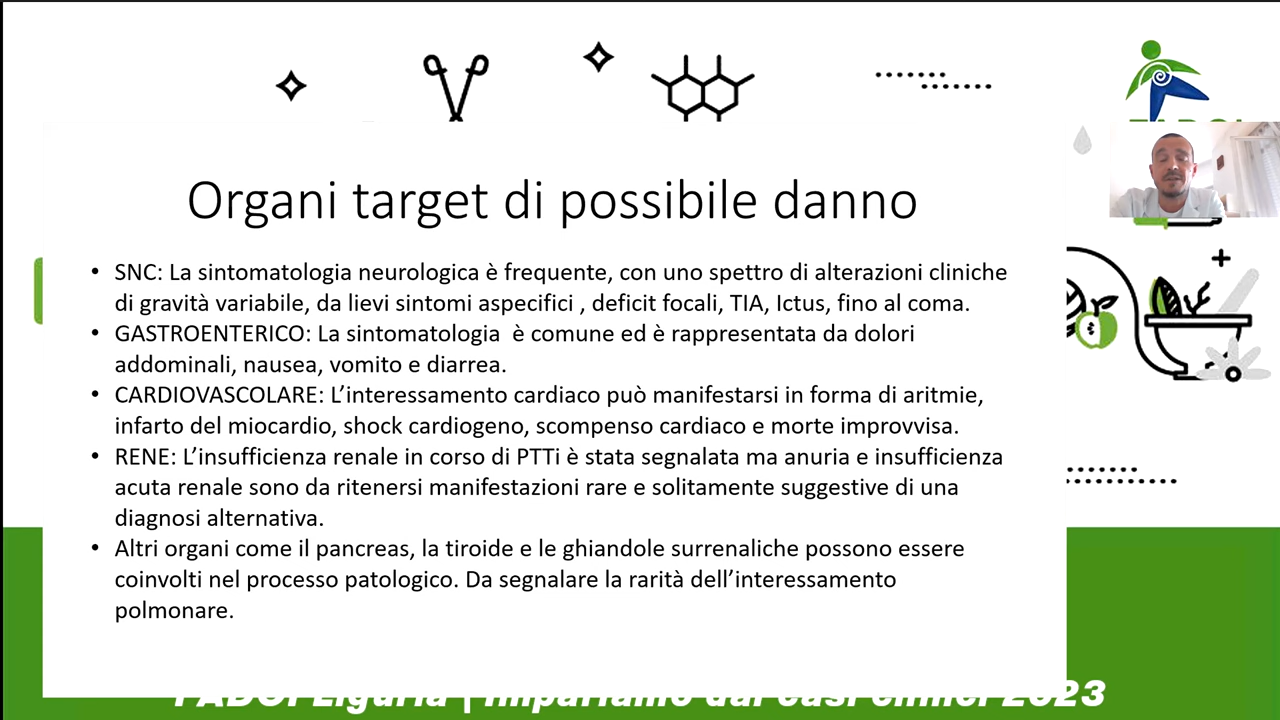 Organi target di possibile danno
• SNC: La sintomatologia neurologica è frequente, con uno spettro di alterazioni cliniche
di gravità variabile, da lievi sintomi aspecifici , deficit focali, TIA, Ictus, fino al coma.
• GASTROENTERICO: La sintomatologia  è comune ed è rappresentata da dolori
addominali, nausea, vomito e diarrea.
• CARDIOVASCOLARE: L’interessamento cardiaco può manifestarsi in forma di aritmie,
infarto del miocardio, shock cardiogeno, scompenso cardiaco e morte improvvisa.
• RENE: L’insufficienza renale in corso di PTTi è stata segnalata ma anuria e insufficienza
acuta renale sono da ritenersi manifestazioni rare e solitamente suggestive di una
diagnosi alternativa.
• Altri organi come il pancreas, la tiroide e le ghiandole surrenaliche possono essere
coinvolti nel processo patologico. Da segnalare la rarità dell’interessamento
polmonare.
FADOI Liguria | Impariamo dai casi clinici 2023